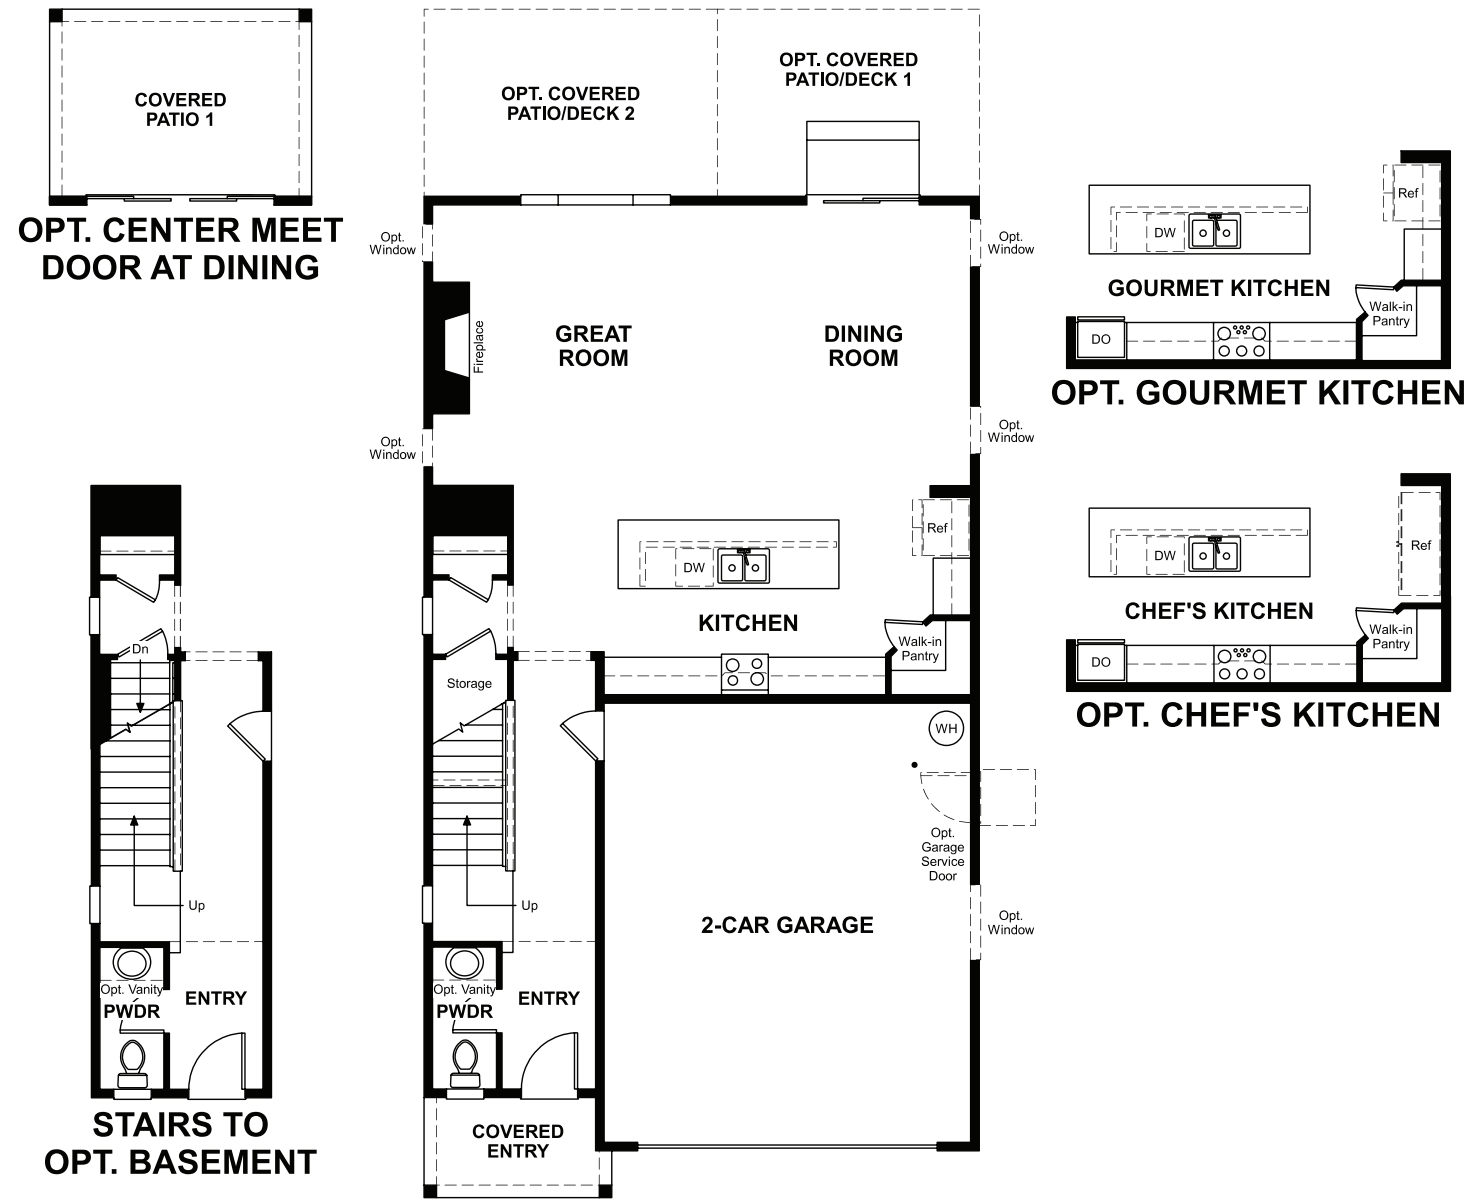 COVERED
PATIO 1
OPT. CENTER MEET
DOOR AT DINING
OPT. COVERED
PATIO/DECK 2
OPT. COVERED
PATIO/DECK 1
Opt.
Window
Opt.
Window
Fireplace
GREAT
ROOM
DINING
ROOM
Opt.
Window
Opt.
Window
Ref
DW
KITCHEN
Walk-in
Pantry
Storage
WH
Opt.
Garage
Service
Door
Up
2-CAR GARAGE
Opt.
Window
Opt. Vanity
PWDR
ENTRY
COVERED
ENTRY
Ref
DW
GOURMET KITCHEN
Walk-in
Pantry
DO
OPT. GOURMET KITCHEN
Ref
DW
CHEF'S KITCHEN
Walk-in
Pantry
DO
OPT. CHEF'S KITCHEN
Dn
Up
Opt. Vanity
PWDR
ENTRY
STAIRS TO
OPT. BASEMENT